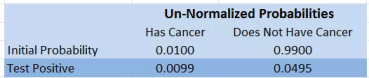 Un-Normalized Probabilities
Has Cancer Does Not Have Cancer
Initial Probability 0.0100 0.9900
Test Positive 0.0099 0.0495